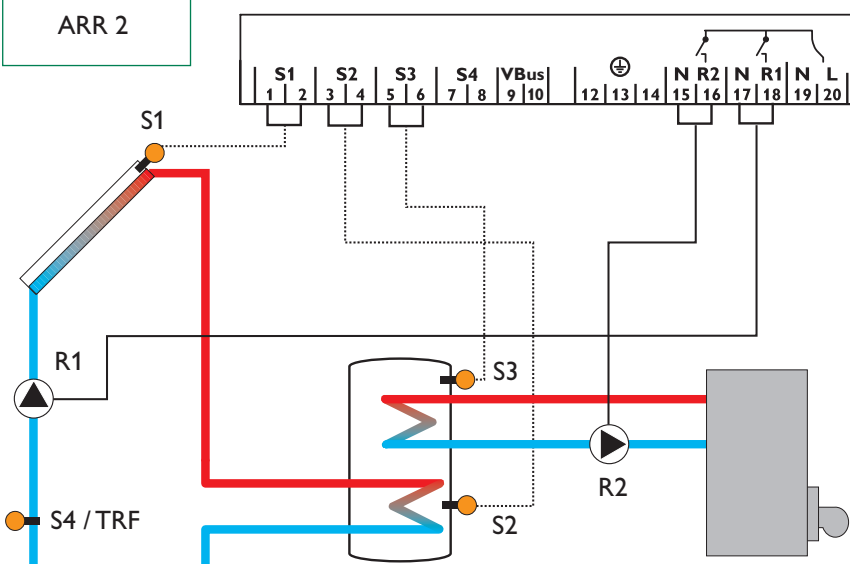 ARR 2
S1 S2 S3 S4 VBus N R2 N R1 N L
1 2 3 4 5 6 7 8 9 10 12 13 14 15 16 17 18 19 20
S1
R1
S3
R2
S4 / TRF
S2